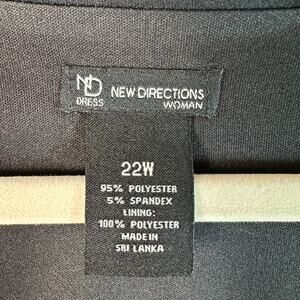 ND NEW DIRECTIONS
DRESS WOMAN
22W
95% POLYESTER
5% SPANDEX
LINING:
100% POLYESTER
MADE IN
SRI LANKA